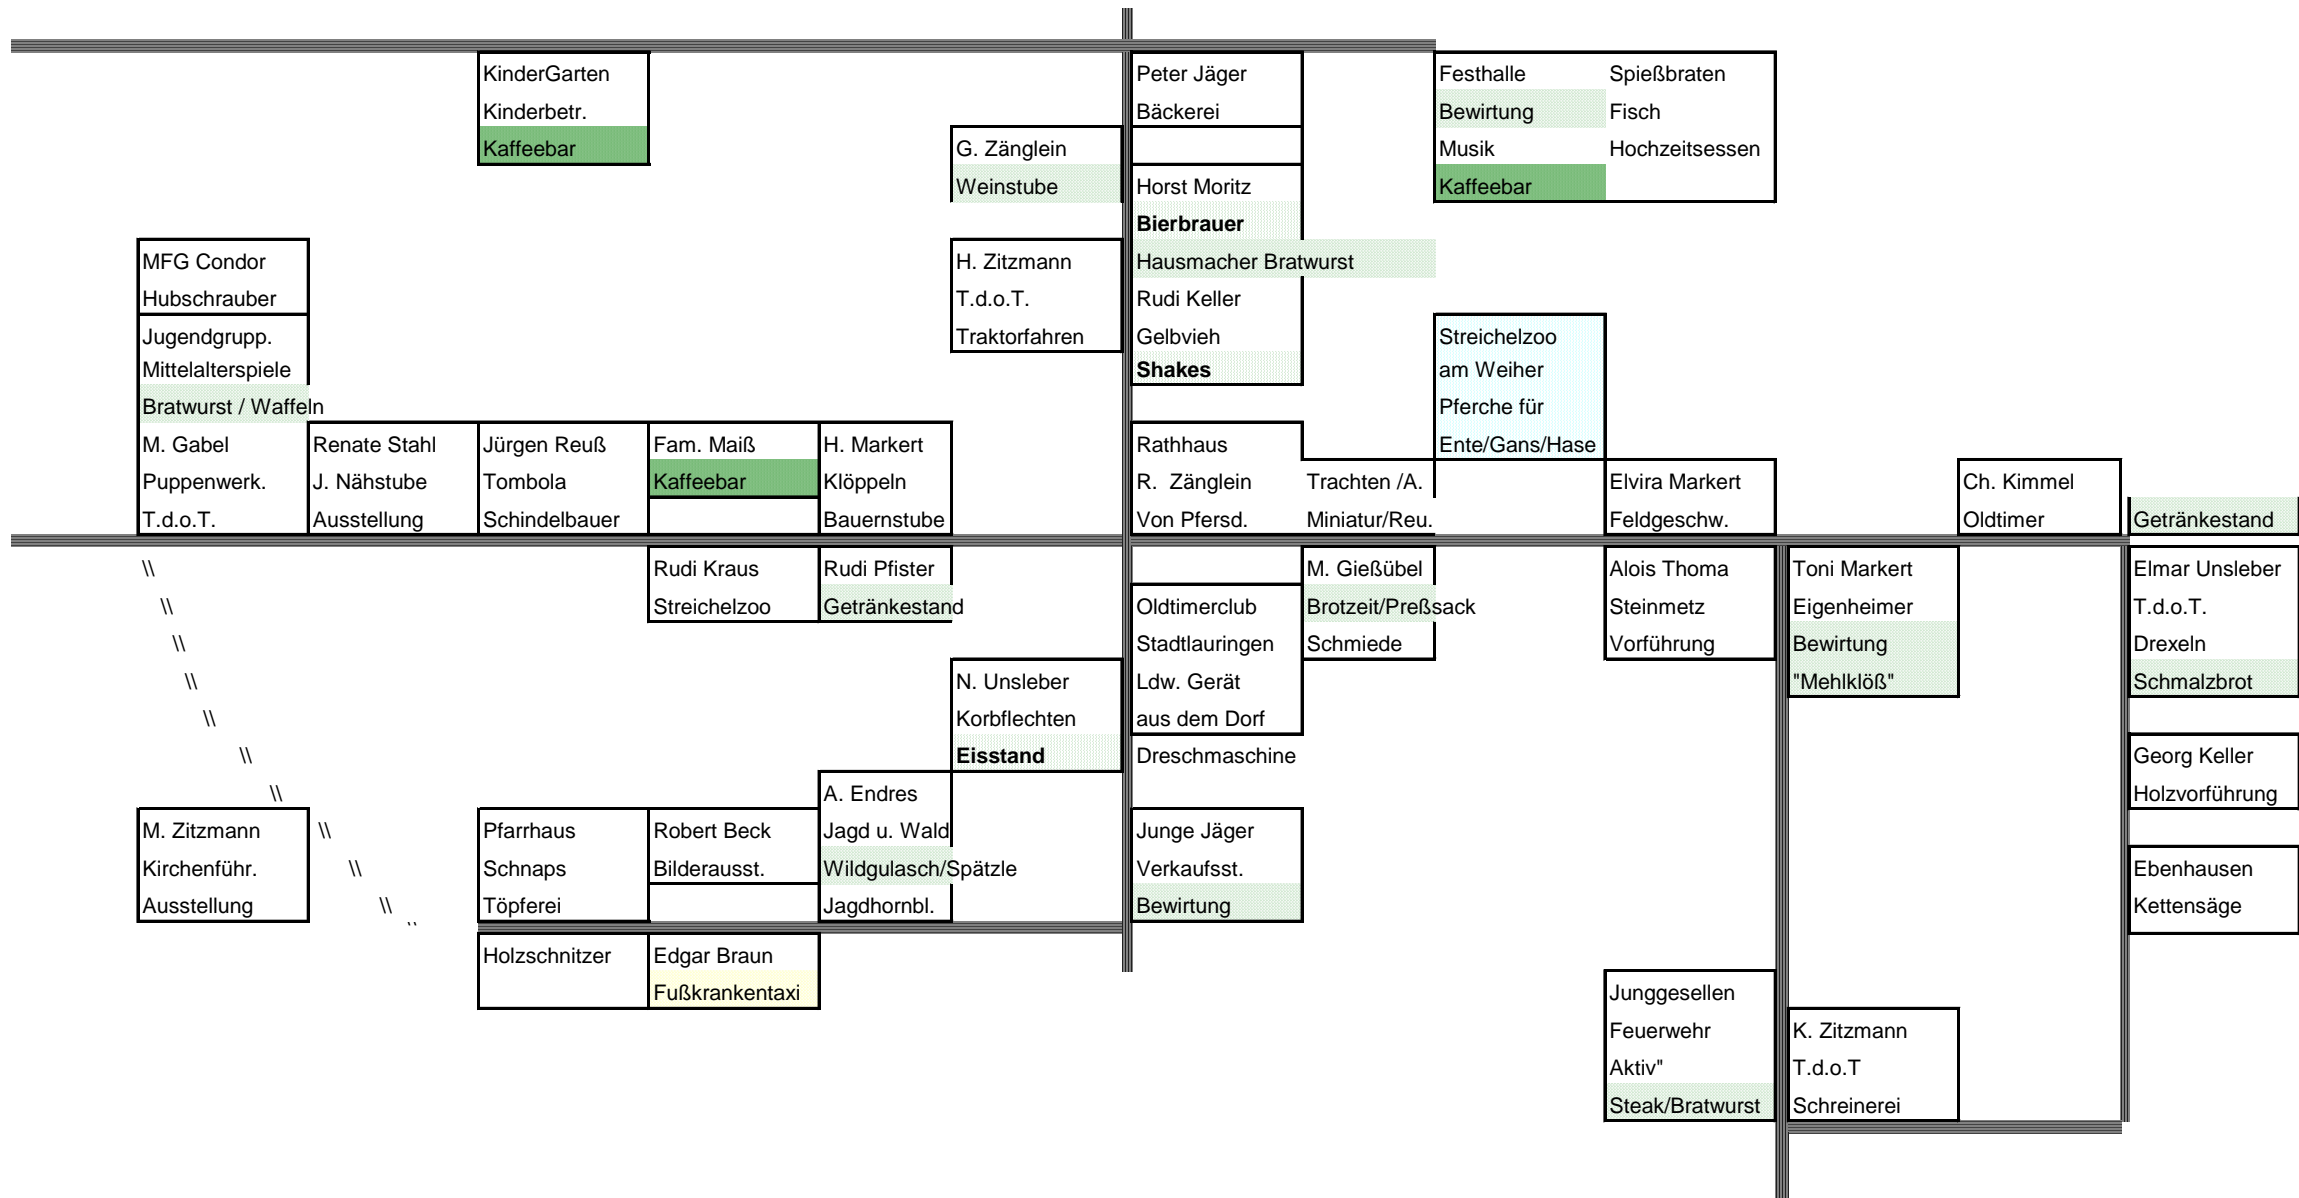 KinderGarten
Kinderbetr.
Kaffeebar
Peter Jäger
Bäckerei
Festhalle Spießbraten
Bewirtung Fisch
Musik Hochzeitsessen
Kaffeebar
G. Zänglein
Weinstube
Horst Moritz
Bierbrauer
Hausmacher Bratwurst
Rudi Keller
Gelbvieh
Shakes
MFG Condor
Hubschrauber
Jugendgrupp.
Mittelalterspiele
Bratwurst / Waffeln
M. Gabel
Puppenwerk.
T.d.o.T.
H. Zitzmann
T.d.o.T.
Traktorfahren
Streichelzoo
am Weiher
Pferche für
Ente/Gans/Hase
Renate Stahl
J. Nähstube
Ausstellung
Jürgen Reuß
Tombola
Schindelbauer
Fam. Maiß
Kaffeebar
H. Markert
Klöppeln
Bauernstube
Rathhaus
R. Zänglein
Von Pfersd.
Trachten /A.
Miniatur/Reu.
Elvira Markert
Feldgeschw.
Ch. Kimmel
Oldtimer
Getränkestand
\\
\\
\\
\\
\\
\\
\\
\\
\\
\\
Rudi Kraus
Streichelzoo
Rudi Pfister
Getränkestand
Oldtimerclub
Stadtlauringen
Ldw. Gerät
aus dem Dorf
Dreschmaschine
M. Gießübel
Brotzeit/Preßsack
Schmiede
Alois Thoma
Steinmetz
Vorführung
Toni Markert
Eigenheimer
Bewirtung
"Mehlklöß"
Elmar Unsleber
T.d.o.T.
Drexeln
Schmalzbrot
N. Unsleber
Korbflechten
Eisstand
Georg Keller
Holzvorführung
M. Zitzmann
Kirchenführ.
Ausstellung
Pfarrhaus
Schnaps
Töpferei
Robert Beck
Bilderausst.
A. Endres
Jagd u. Wald
Wildgulasch/Spätzle
Jagdhornbl.
Junge Jäger
Verkaufsst.
Bewirtung
Ebenhausen
Kettensäge
Holzschnitzer
Edgar Braun
Fußkrankentaxi
Junggesellen
Feuerwehr
Aktiv"
Steak/Bratwurst
K. Zitzmann
T.d.o.T
Schreinerei